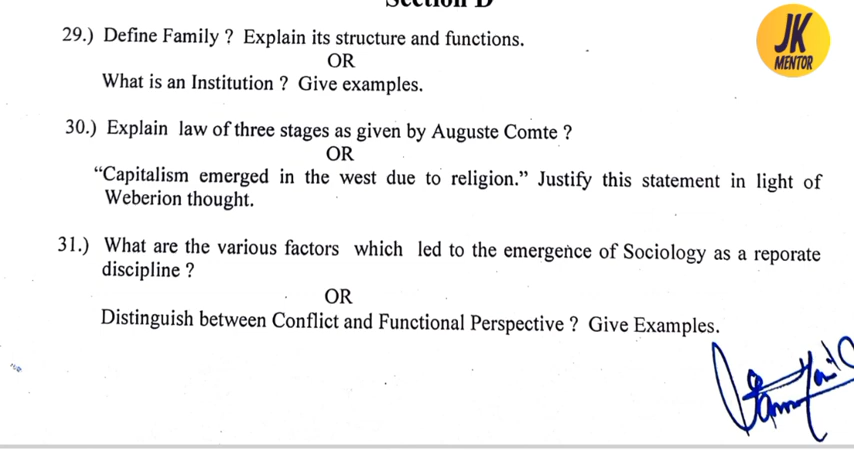 Section D
JK
MENTOR
29.) Define Family ? Explain its structure and functions.
OR
What is an Institution ? Give examples.
30.) Explain law of three stages as given by Auguste Comte ?
OR
“Capitalism emerged in the west due to religion.” Justify this statement in light of
Weberion thought.
31.) What are the various factors which led to the emergence of Sociology as a reporate
discipline ?
OR
Distinguish between Conflict and Functional Perspective ? Give Examples.